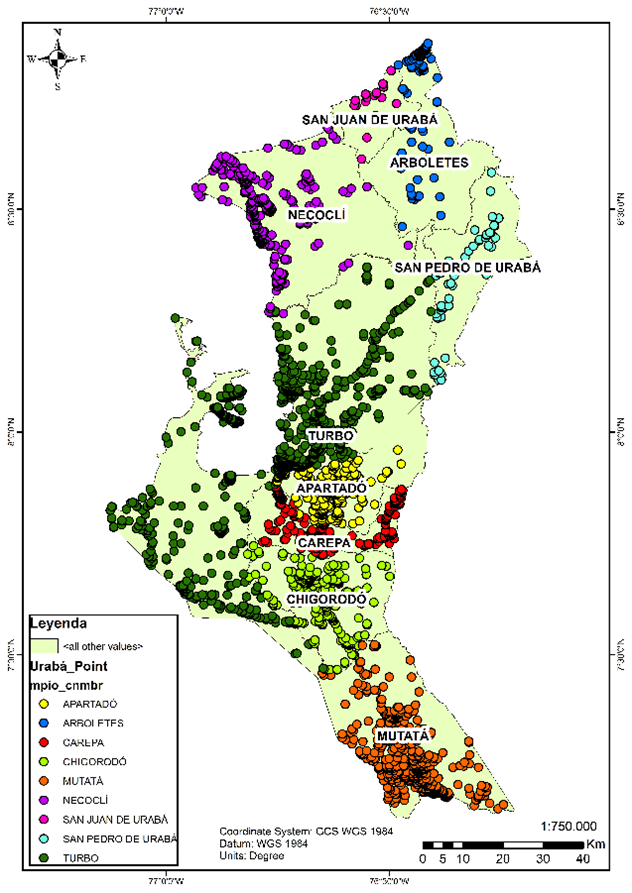 77°0'0"W 76°30'0"W
N
W E
S
SAN JUAN DE URABÁ
ARBOLETES
NECOCLÍ
SAN PEDRO DE URABÁ
TURBO
APARTADÓ
CAREPA
CHIGORODÓ
MUTATÁ
8°0'0"N 8°0'0"N
7°30'0"N
Leyenda
<all other values>
Urabá_Point
mpio_cnmbr
APARTADÓ
ARBOLETES
CAREPA
CHIGORODÓ
MUTATÁ
NECOCLÍ
SAN JUAN DE URABÁ
SAN PEDRO DE URABÁ
TURBO
Coordinate System: GCS WGS 1984
Datum: WGS 1984
Units: Degree
1:750.000
0 5 10 20 30 40 Km
77°0'0"W 76°30'0"W